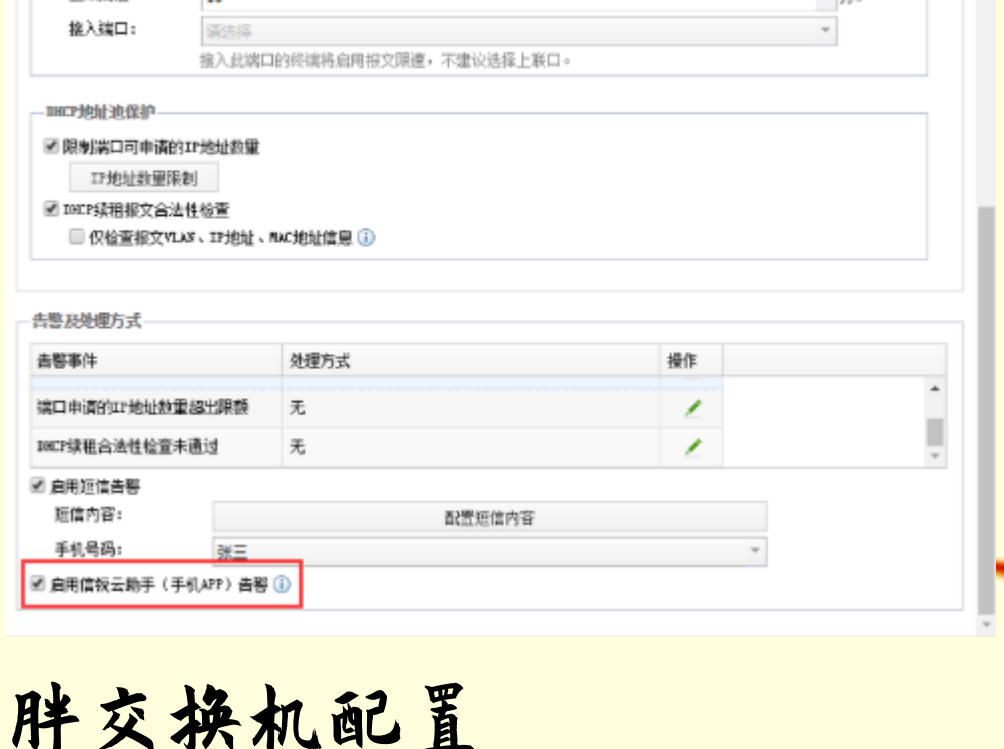 接入端口：
请选择
接入此端口的终端将启用报文限速，不建议选择上联口。
DHCP地址池保护
限制端口可申请的IP地址数量
IP地址数量限制
DHCP续租报文合法性检查
仅检查报文VLAN、IP地址、MAC地址信息
告警及处理方式
告警事件 处理方式 操作
端口申请的IP地址数量超出限额 无
DHCP续租合法性检查未通过 无
启用短信告警
短信内容： 配置短信内容
手机号码： 张三
启用信锐云助手（手机APP）告警
胖交换机配置